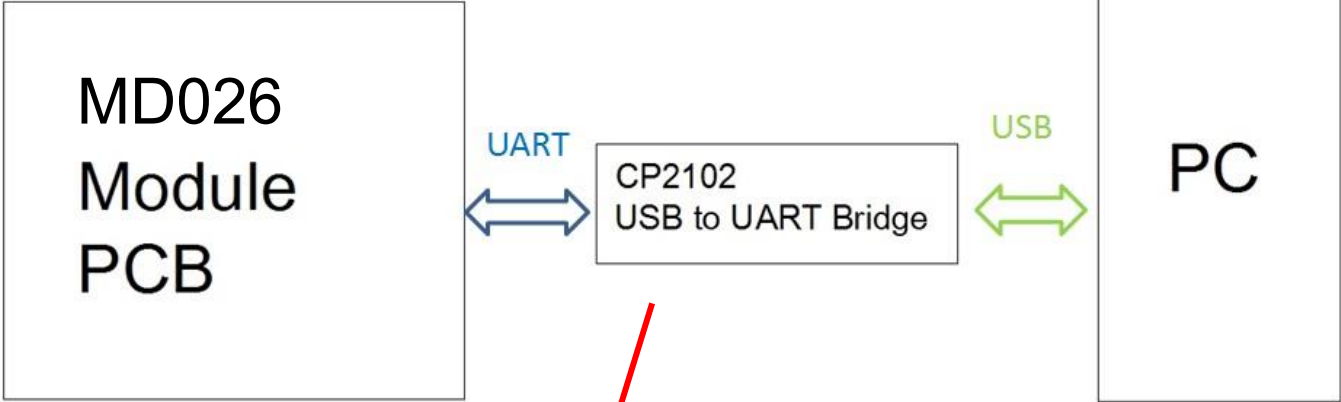 MD026
Module
PCB
UART
CP2102
USB to UART Bridge
USB
PC